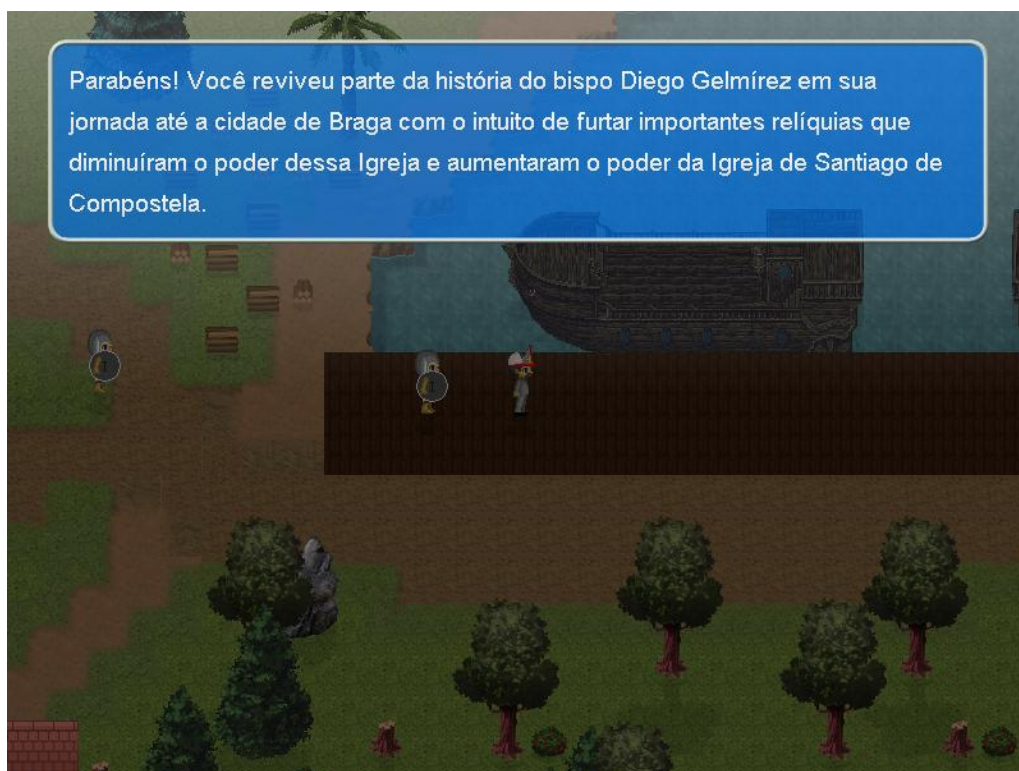 Parabéns! Você reviveu parte da história do bispo Diego Gelmírez em sua
jornada até a cidade de Braga com o intuito de furtar importantes relíquias que
diminuíram o poder dessa Igreja e aumentaram o poder da Igreja de Santiago de
Compostela.